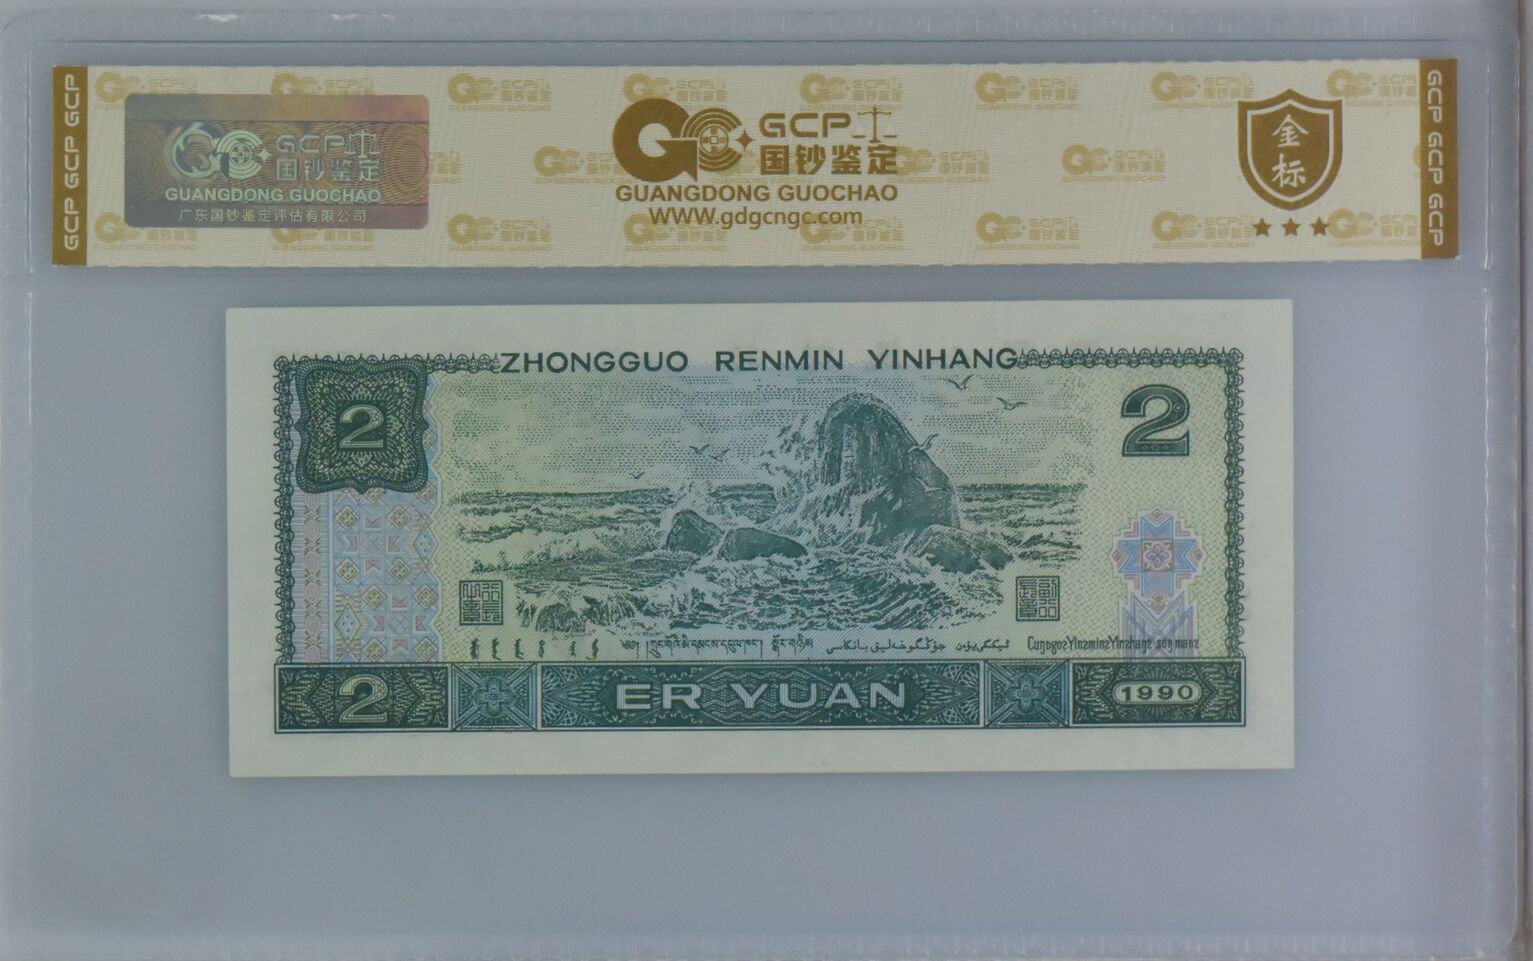 GCP GCP GCP
GCP
国钞鉴定
GUANGDONG GUOCHAO
广东国钞鉴定评估有限公司
GCP
国钞鉴定
GUANGDONG GUOCHAO
WWW.gdgcngc.com
金标
GCP GCP GCP
ZHONGGUO RENMIN YINHANG
2
2
2
ER YUAN
1990